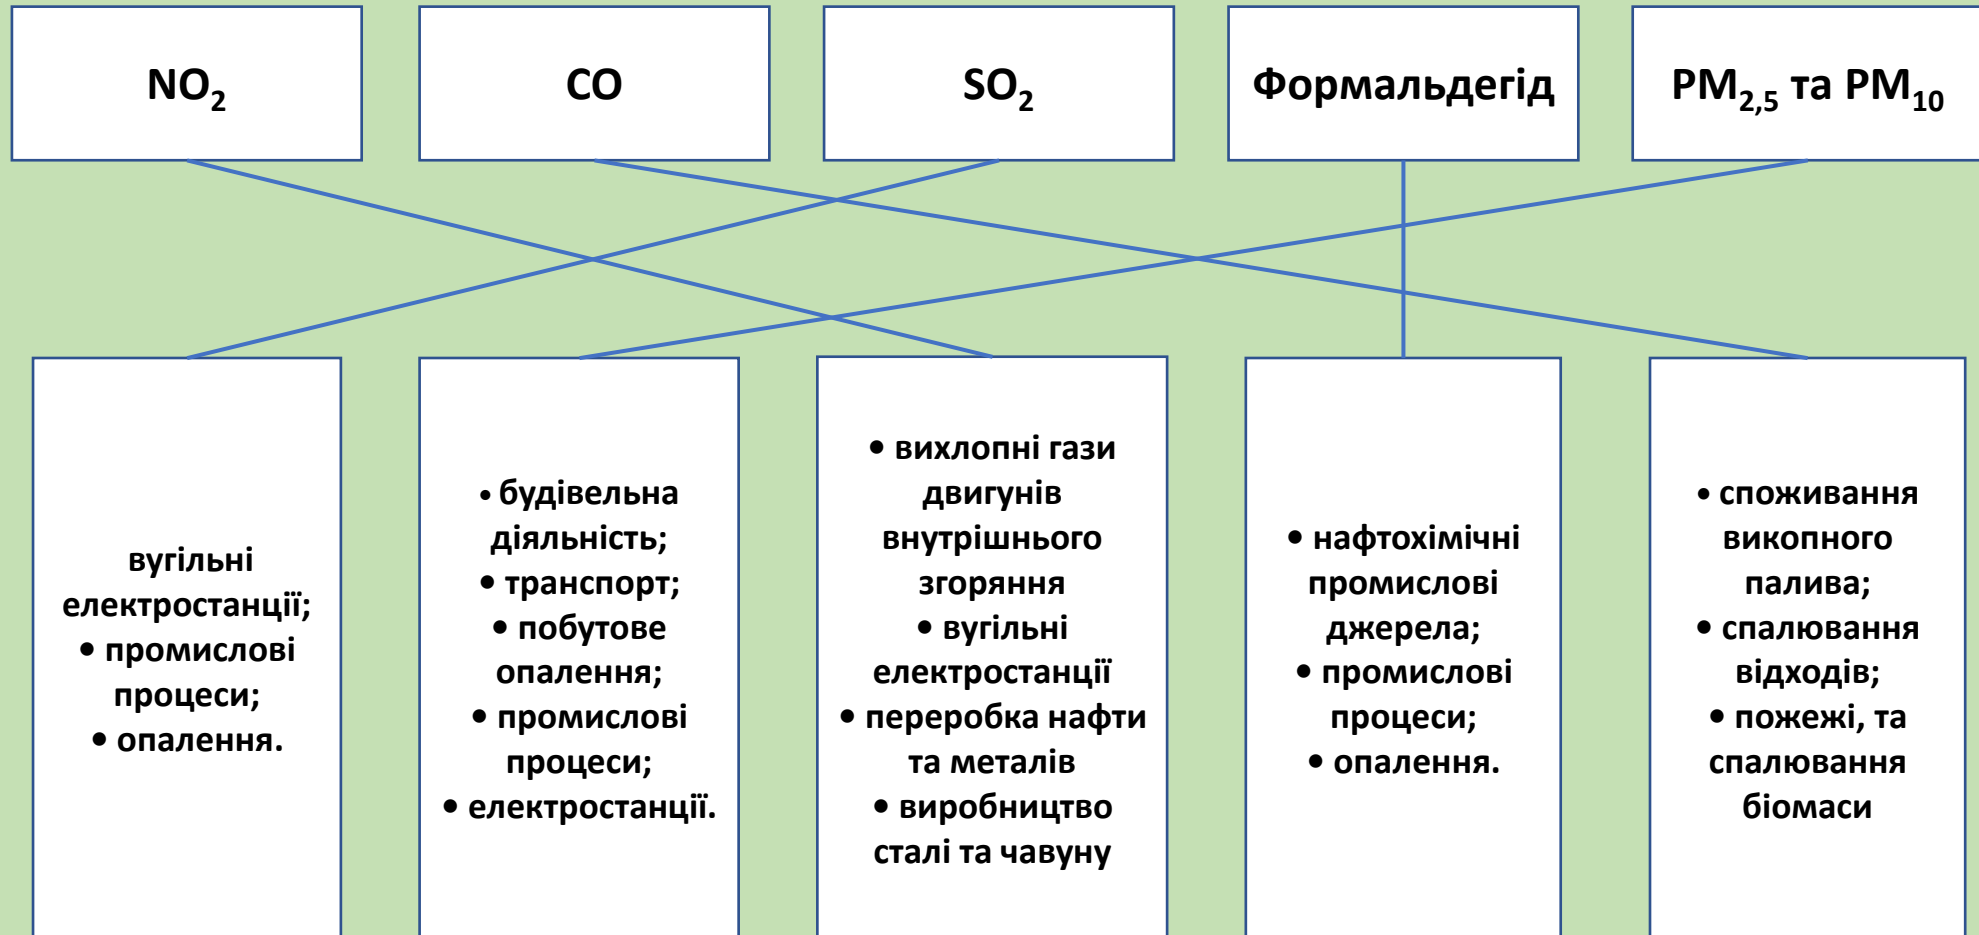 NO₂
CO
SO₂
Формальдегід
PM₂,₅ та PM₁₀
вугільні
електростанції;
• промислові
процеси;
• опалення.
• будівельна
діяльність;
• транспорт;
• побутове
опалення;
• промислові
процеси;
• електростанції.
• вихлопні гази
двигунів
внутрішнього
згоряння
• вугільні
електростанції
• переробка нафти
та металів
• виробництво
сталі та чавуну
• нафтохімічні
промислові
джерела;
• промислові
процеси;
• опалення.
• споживання
викопного
палива;
• спалювання
відходів;
• пожежі, та
спалювання
біомаси